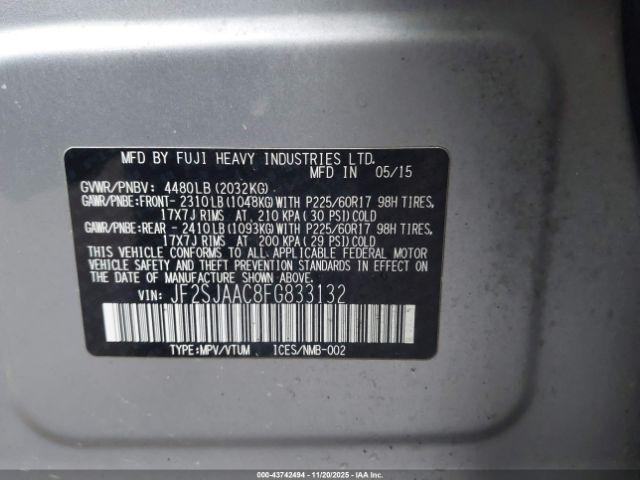 MFD BY FUJI HEAVY INDUSTRIES LTD.
MFD IN 05/15
GVWR/PNBV: 4480LB(2032KG)
GAWR/PNBE:FRONT- 2310LB(1048KG)WITH P225/60R17 98H TIRES,
17X7J RIMS AT 210 KPA( 30 PSI)COLD
GAWR/PNBE:REAR - 2410LB(1093KG)WITH P225/60R17 98H TIRES,
17X7J RIMS AT 200 KPA(29 PSI)COLD
THIS VEHICLE CONFORMS TO ALL APPLICABLE FEDERAL MOTOR
VEHICLE SAFETY AND THEFT PREVENTION STANDARDS IN EFFECT
ON THE DATE OF MANUFACTURE SHOWN ABOVE.
VIN: JF2SJAAC8FG833132
TYPE:MPV/VTUM ICES/NMB-002
000-43742494 | 11/20/2025 | IAAI.COM